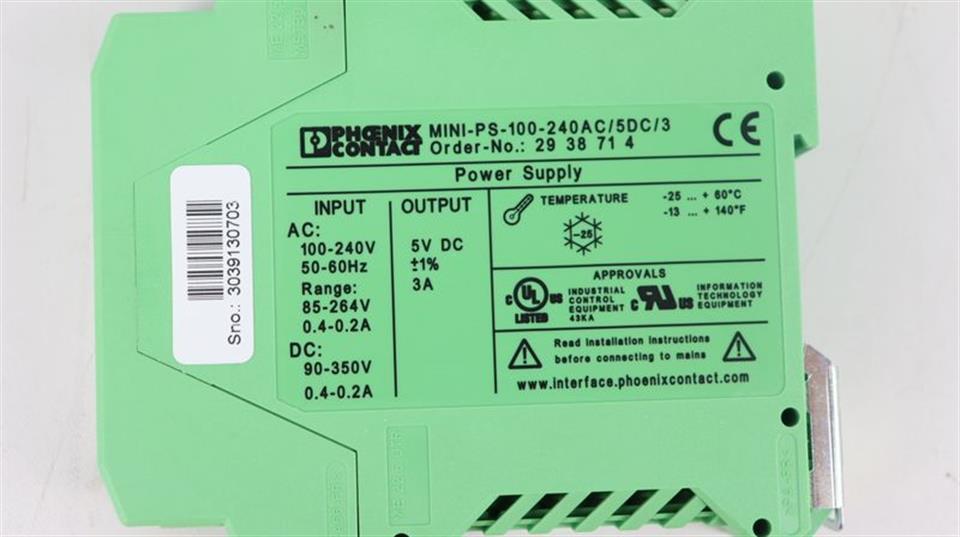 PHOENIX
CONTACT
MINI-PS-100-240AC/5DC/3
Order-No.: 29 38 71 4
CE
Power Supply
INPUT
AC:
100-240V
50-60Hz
Range:
85-264V
0.4-0.2A
DC:
90-350V
0.4-0.2A
OUTPUT
5V DC
±1%
3A
TEMPERATURE
-25 ... + 60°C
-13 ... + 140°F
-25
APPROVALS
c UL us
LISTED
INDUSTRIAL
CONTROL
EQUIPMENT
43KA
c RU us
INFORMATION
TECHNOLOGY
EQUIPMENT
Read installation instructions
before connecting to mains
www.interface.phoenixcontact.com
Sno.: 3039130703